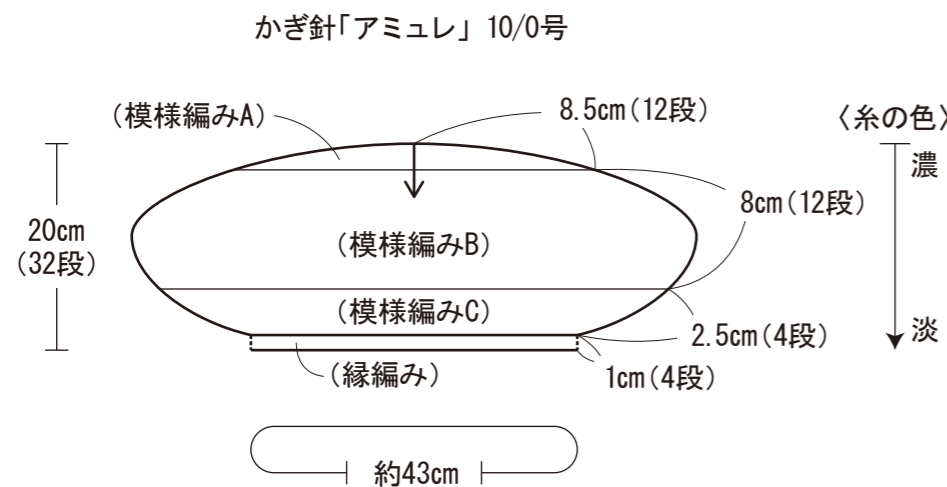 かぎ針「アミュレ」 10/0号
(模様編みA)
8.5cm(12段)
〈糸の色〉
濃
8cm(12段)
20cm
(32段)
(模様編みB)
(模様編みC)
2.5cm(4段)
淡
(縁編み)
1cm(4段)
約43cm